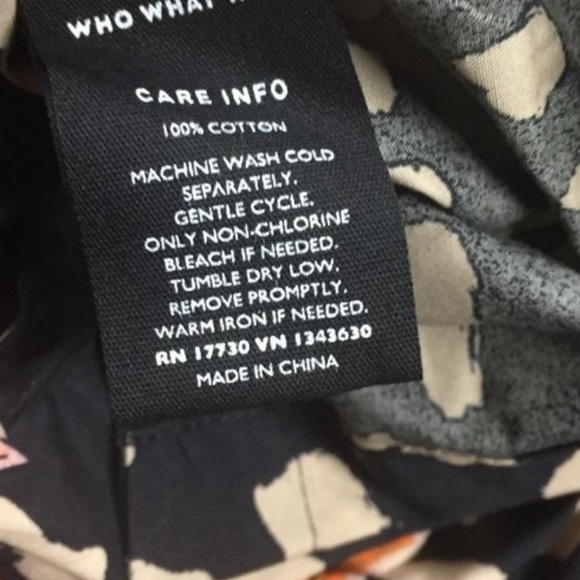 WHO WHAT
CARE INFO
100% COTTON
MACHINE WASH COLD
SEPARATELY.
GENTLE CYCLE.
ONLY NON-CHLORINE
BLEACH IF NEEDED.
TUMBLE DRY LOW.
REMOVE PROMPTLY.
WARM IRON IF NEEDED.
RN 17730 VN 1343630
MADE IN CHINA